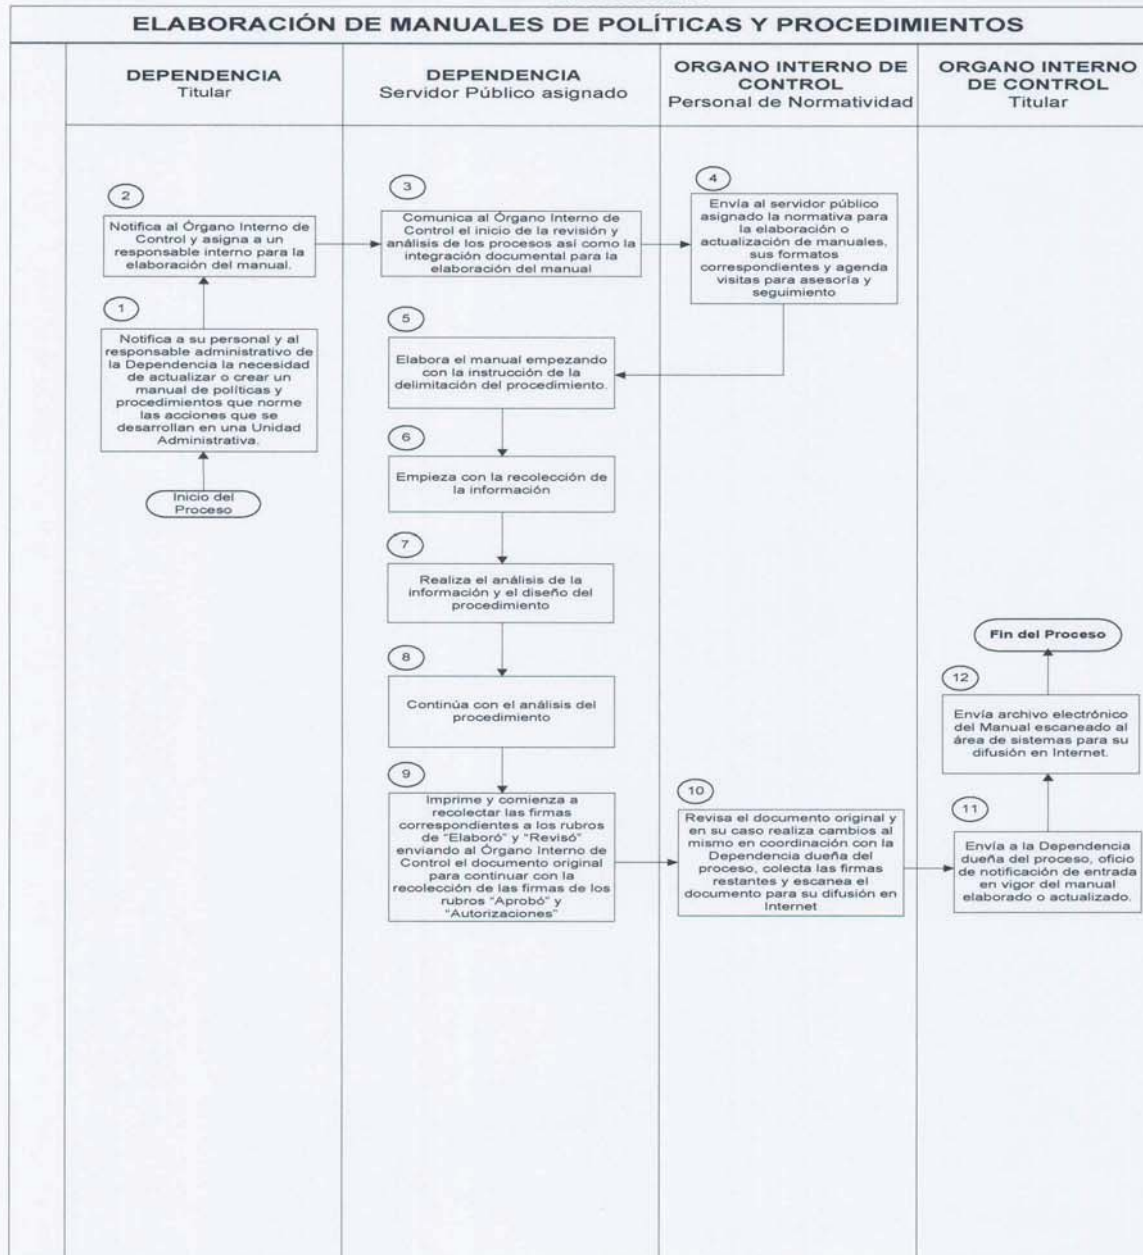 ELABORACIÓN DE MANUALES DE POLÍTICAS Y PROCEDIMIENTOS
DEPENDENCIA
Titular
DEPENDENCIA
Servidor Público asignado
ORGANO INTERNO DE
CONTROL
Personal de Normatividad
ORGANO INTERNO
DE CONTROL
Titular
Inicio del
Proceso
1
Notifica a su personal y al
responsable administrativo de
la Dependencia la necesidad
de actualizar o crear un
manual de políticas y
procedimientos que norme
las acciones que se
desarrollan en una Unidad
Administrativa.
2
Notifica al Órgano Interno de
Control y asigna a un
responsable interno para la
elaboración del manual.
3
Comunica al Órgano Interno de
Control el inicio de la revisión y
análisis de los procesos así como la
integración documental para la
elaboración del manual
4
Envía al servidor público
asignado la normativa para
la elaboración o
actualización de manuales,
sus formatos
correspondientes y agenda
visitas para asesoría y
seguimiento
5
Elabora el manual empezando
con la instrucción de la
delimitación del procedimiento.
6
Empieza con la recolección de
la información
7
Realiza el análisis de la
información y el diseño del
procedimiento
8
Continúa con el análisis del
procedimiento
9
Imprime y comienza a
recolectar las firmas
correspondientes a los rubros
de "Elaboró" y "Revisó"
enviando al Órgano Interno de
Control el documento original
para continuar con la
recolección de las firmas de los
rubros "Aprobó" y
"Autorizaciones"
10
Revisa el documento original y
en su caso realiza cambios al
mismo en coordinación con la
Dependencia dueña del
proceso, colecta las firmas
restantes y escanea el
documento para su difusión en
Internet
11
Envía a la Dependencia
dueña del proceso, oficio
de notificación de entrada
en vigor del manual
elaborado o actualizado.
12
Envía archivo electrónico
del Manual escaneado al
área de sistemas para su
difusión en Internet.
Fin del Proceso